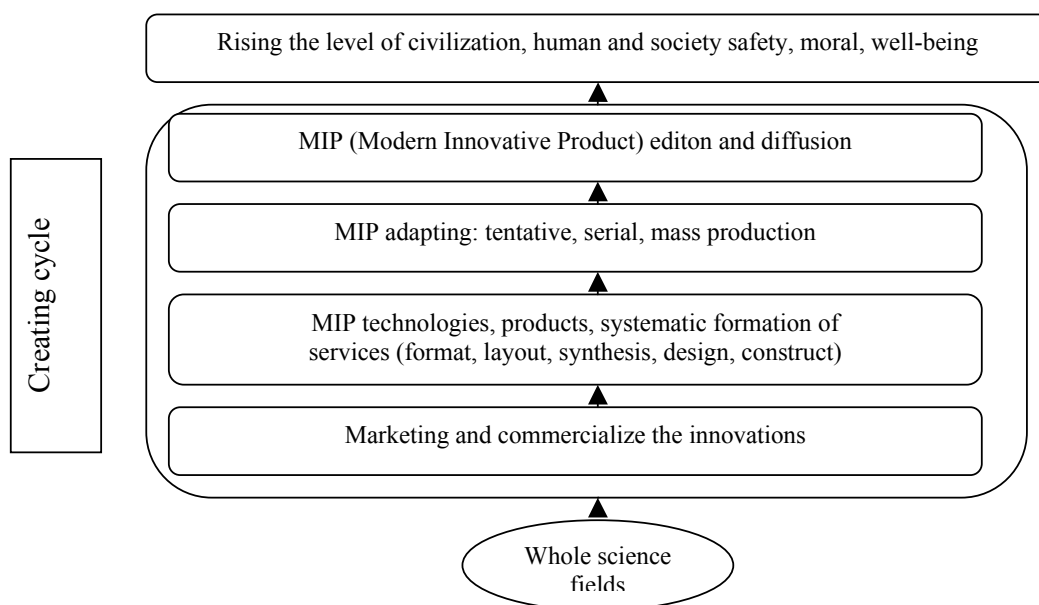 Rising the level of civilization, human and society safety, moral, well-being
MIP (Modern Innovative Product) editon and diffusion
MIP adapting: tentative, serial, mass production
Creating cycle
MIP technologies, products, systematic formation of
services (format, layout, synthesis, design, construct)
Marketing and commercialize the innovations
Whole science
fields